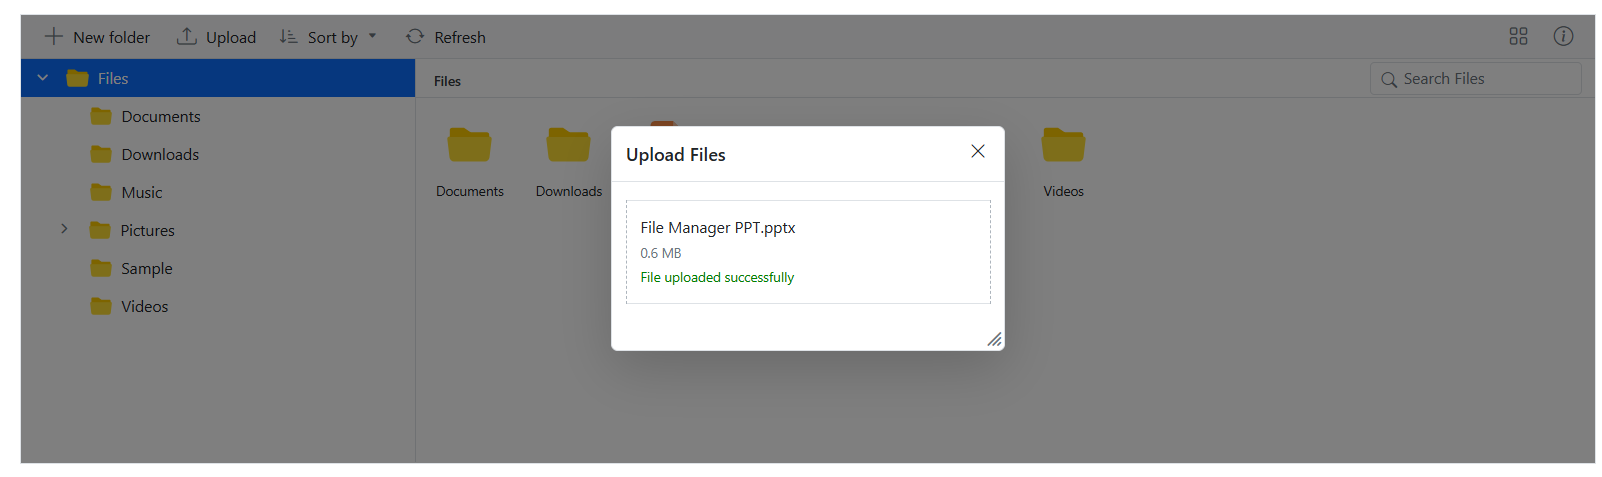 New folder Upload Sort by Refresh
Files
Documents
Downloads
Music
Pictures
Sample
Videos
Files
Search Files
Documents
Downloads
Videos
Upload Files
File Manager PPT.pptx
0.6 MB
File uploaded successfully